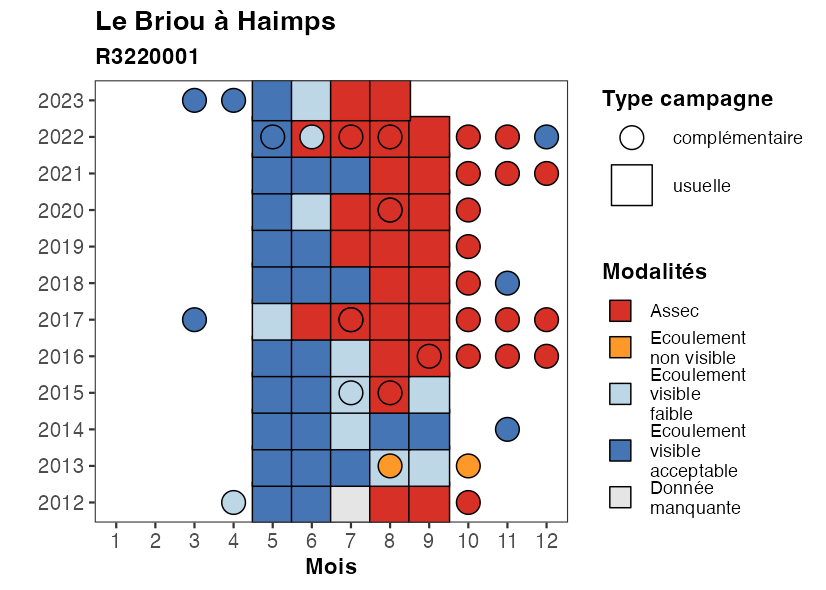 Le Briou à Haimps
R3220001
2023
2022
2021
2020
2019
2018
2017
2016
2015
2014
2013
2012
1 2 3 4 5 6 7 8 9 10 11 12
Mois
Type campagne
complémentaire
usuelle
Modalités
Assec
Ecoulement
non visible
Ecoulement
visible
faible
Ecoulement
visible
acceptable
Donnée
manquante